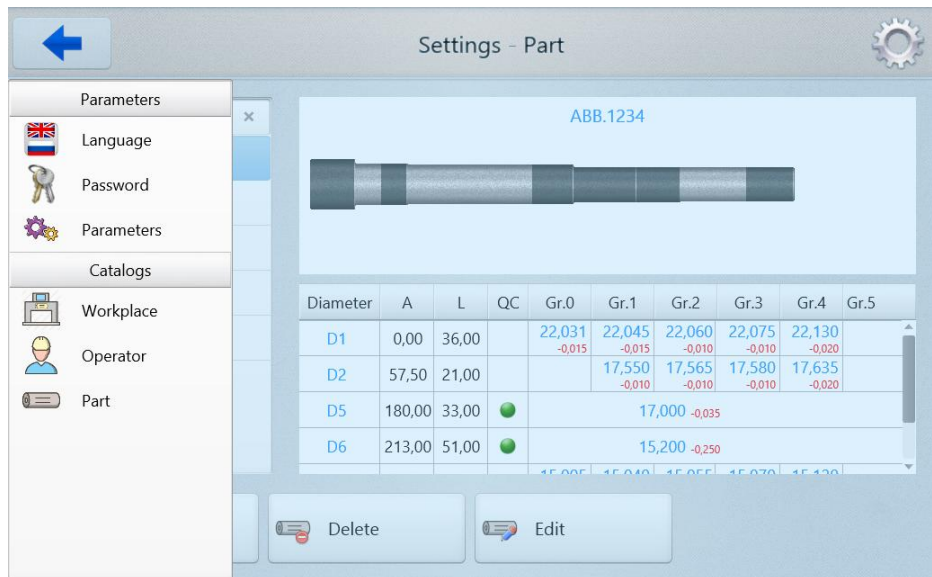 Settings - Part
Parameters
Language
Password
Parameters
Catalogs
Workplace
Operator
Part
×
ABB.1234
Diameter A L QC Gr.0 Gr.1 Gr.2 Gr.3 Gr.4 Gr.5
D1 0,00 36,00 22,031 -0,015 22,045 -0,015 22,060 -0,010 22,075 -0,010 22,130 -0,020
D2 57,50 21,00 17,550 -0,010 17,565 -0,010 17,580 -0,010 17,635 -0,020
D5 180,00 33,00 17,000 -0,035
D6 213,00 51,00 15,200 -0,250
Delete
Edit